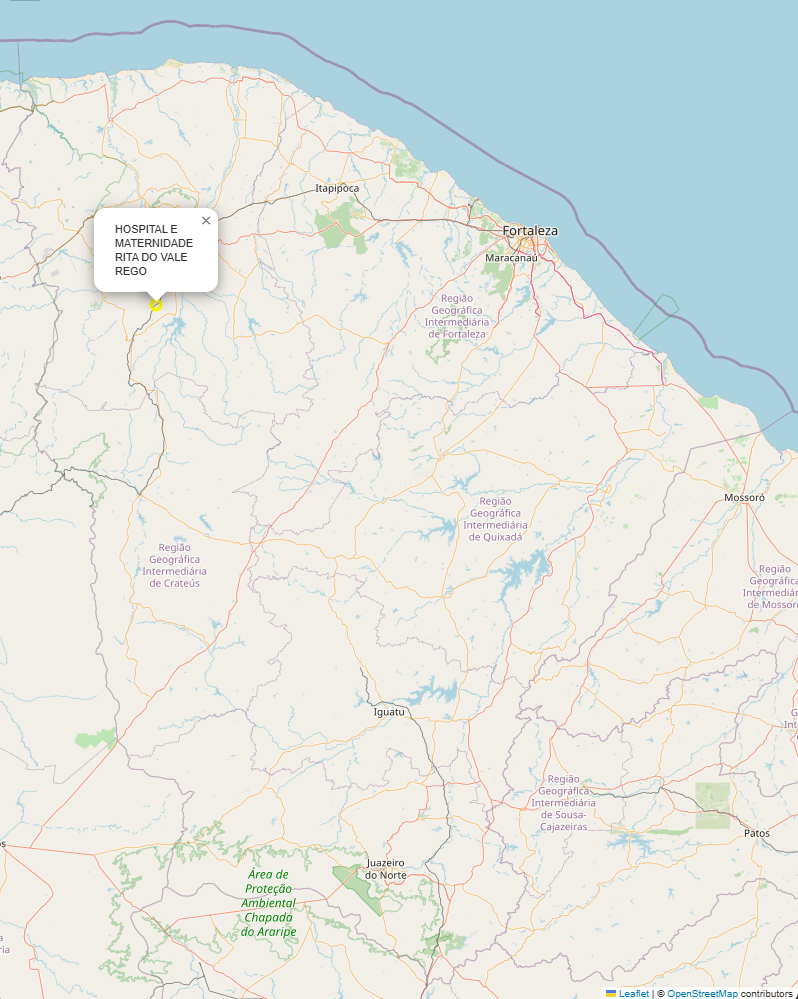 Itapipoca
HOSPITAL E
MATERNIDADE
RITA DO VALE
REGO
×
Fortaleza
Maracanaú
Região
Geográfica
Intermediária
de Fortaleza
Mossoró
Região
Geográfica
Intermediária
de Quixadá
Região
Geográfica
Intermediária
de Crateús
Região
Geográfica
Intermediári
de Mossoró
Iguatu
Região
Geográfica
Intermediária
de Sousa-
Cajazeiras
Patos
Juazeiro
do Norte
Área de
Proteção
Ambiental
Chapada
do Araripe
Leaflet | © OpenStreetMap contributors